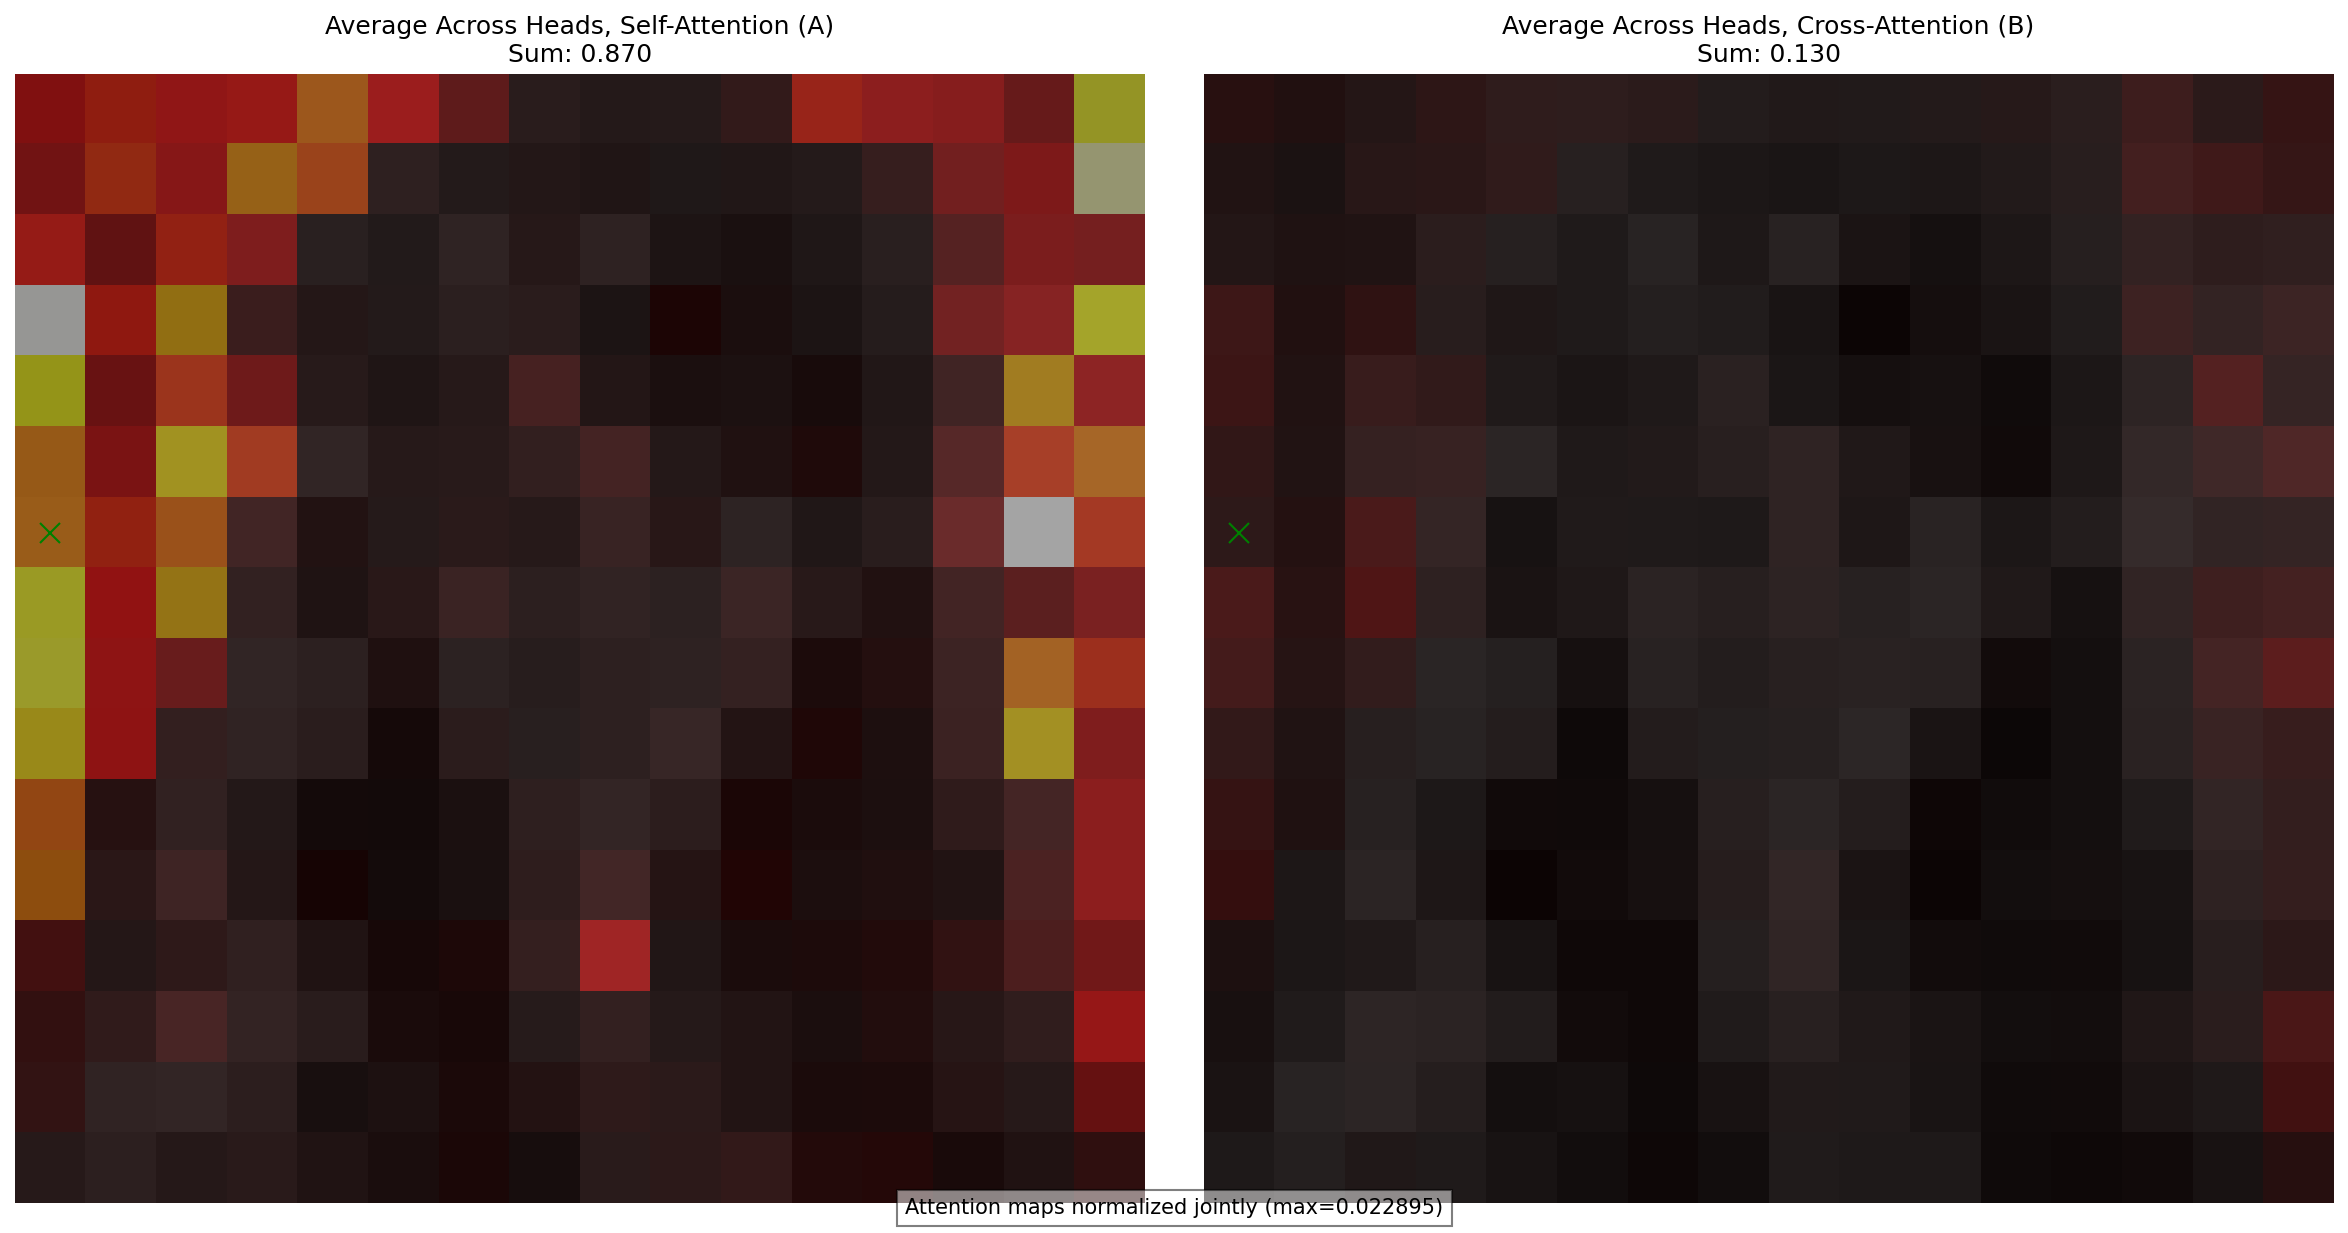 Average Across Heads, Self-Attention (A)
Sum: 0.870
Average Across Heads, Cross-Attention (B)
Sum: 0.130
Attention maps normalized jointly (max=0.022895)